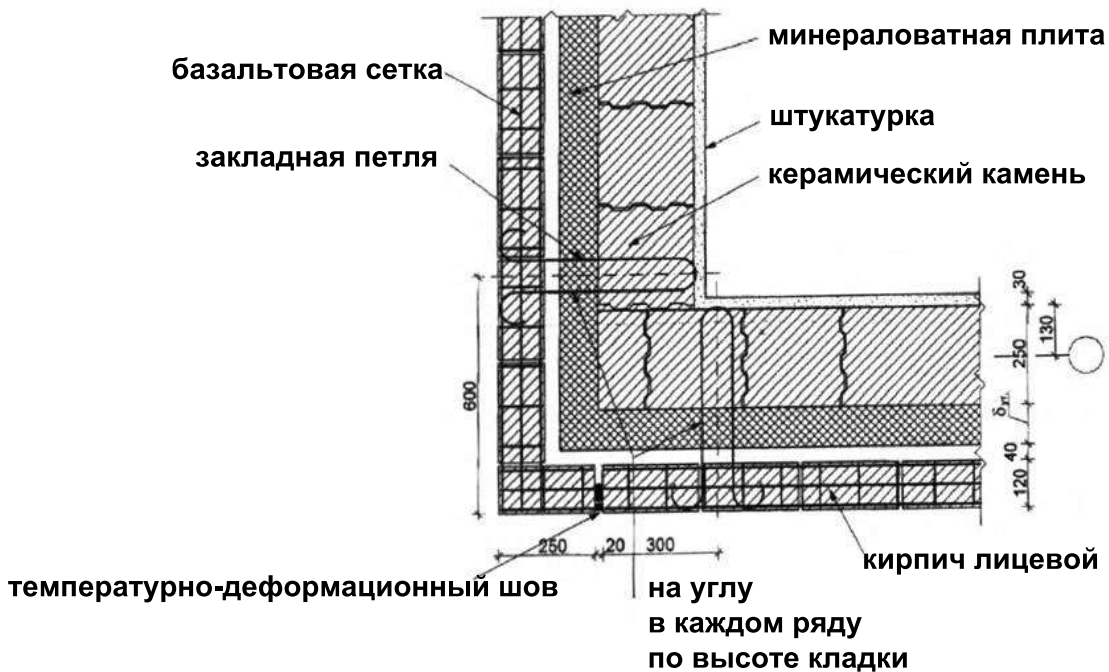 минераловатная плита
базальтовая сетка
штукатурка
закладная петля
керамический камень
30
130
250
600
δут.
40
120
250 20 300
кирпич лицевой
температурно-деформационный шов
на углу
в каждом ряду
по высоте кладки